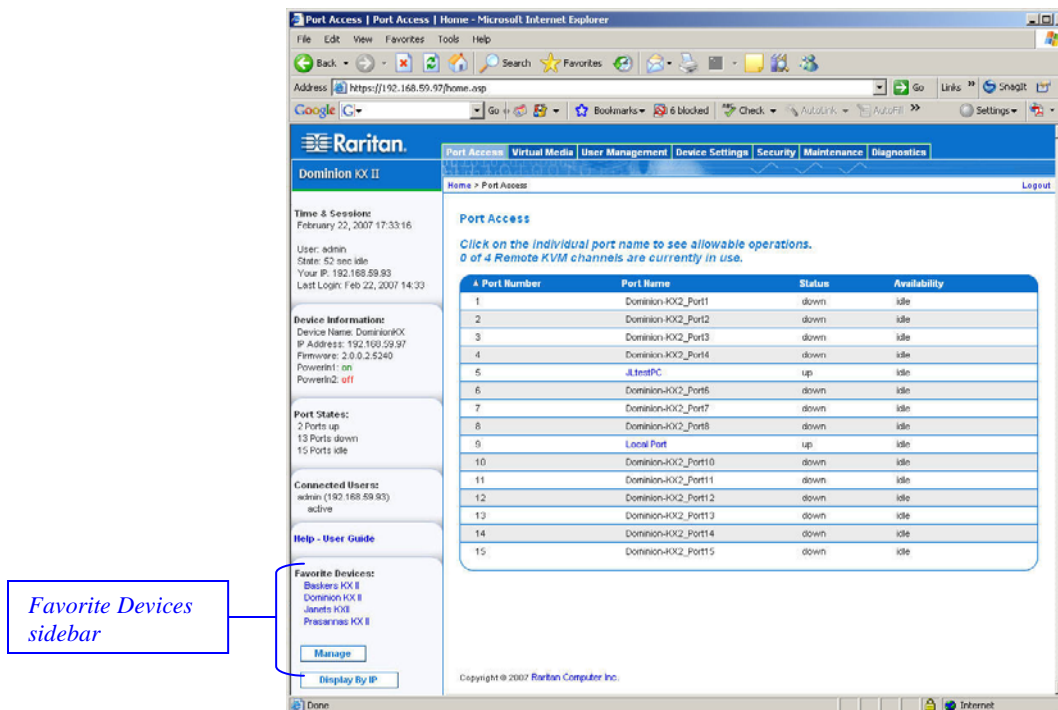 Port Access | Port Access | Home - Microsoft Internet Explorer
File Edit View Favorites Tools Help
Back Search Favorites
Address https://192.168.59.97/home.asp Go Links » SnagIt
Google G Go Bookmarks 6 blocked Check AutoLink AutoFill » Settings
Raritan.
Port Access Virtual Media User Management Device Settings Security Maintenance Diagnostics
Dominion KX II
Home > Port Access Logout
Time & Session:
February 22, 2007 17:33:16
User: admin
State: 52 sec idle
Your IP: 192.168.59.93
Last Login: Feb 22, 2007 14:33
Device Information:
Device Name: DominionKX
IP Address: 192.168.59.97
Firmware: 2.0.0.2.5240
PowerIn1: on
PowerIn2: off
Port States:
2 Ports up
13 Ports down
15 Ports idle
Connected Users:
admin (192.168.59.93)
active
Help - User Guide
Favorite Devices:
Baskers KX II
Dominion KX II
Janets KXII
Prasannas KX II
Manage
Display By IP
Favorite Devices
sidebar
Port Access
Click on the individual port name to see allowable operations.
0 of 4 Remote KVM channels are currently in use.
▲ Port Number Port Name Status Availability
1 Dominion-KX2_Port1 down idle
2 Dominion-KX2_Port2 down idle
3 Dominion-KX2_Port3 down idle
4 Dominion-KX2_Port4 down idle
5 JLtestPC up idle
6 Dominion-KX2_Port6 down idle
7 Dominion-KX2_Port7 down idle
8 Dominion-KX2_Port8 down idle
9 Local Port up idle
10 Dominion-KX2_Port10 down idle
11 Dominion-KX2_Port11 down idle
12 Dominion-KX2_Port12 down idle
13 Dominion-KX2_Port13 down idle
14 Dominion-KX2_Port14 down idle
15 Dominion-KX2_Port15 down idle
Copyright © 2007 Raritan Computer Inc.
Done Internet